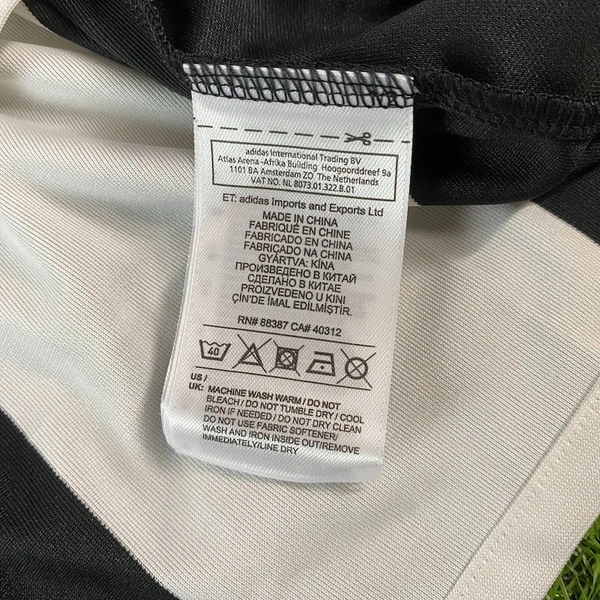 adidas International Trading BV
Atlas Arena -Afrika Building Hoogoorddreef 9a
1101 BA Amsterdam ZO. The Netherlands
VAT NO. NL 8073.01.322.B.01
ET: adidas Imports and Exports Ltd
MADE IN CHINA
FABRIQUÉ EN CHINE
FABRICADO EN CHINA
FABRICADO NA CHINA
GYÁRTVA: KÍNA
ПРОИЗВЕДЕНО В КИТАЙ
СДЕЛАНО В КИТАЕ
PROIZVEDENO U KINI
ÇIN'DE IMAL EDİLMİŞTİR.
RN# 88387 CA# 40312
40
US /
UK: MACHINE WASH WARM / DO NOT
BLEACH / DO NOT TUMBLE DRY / COOL
IRON IF NEEDED / DO NOT DRY CLEAN
DO NOT USE FABRIC SOFTENER/
WASH AND IRON INSIDE OUT/REMOVE
IMMEDIATELY/LINE DRY